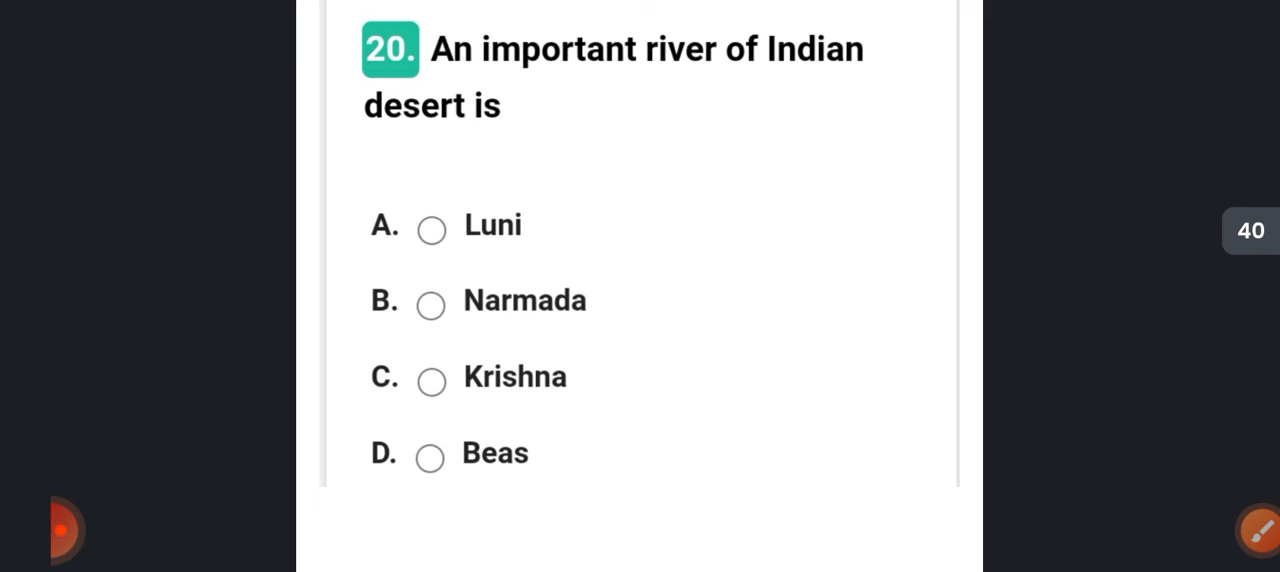 20. An important river of Indian
desert is
A. Luni
40
B. Narmada
C. Krishna
D. Beas